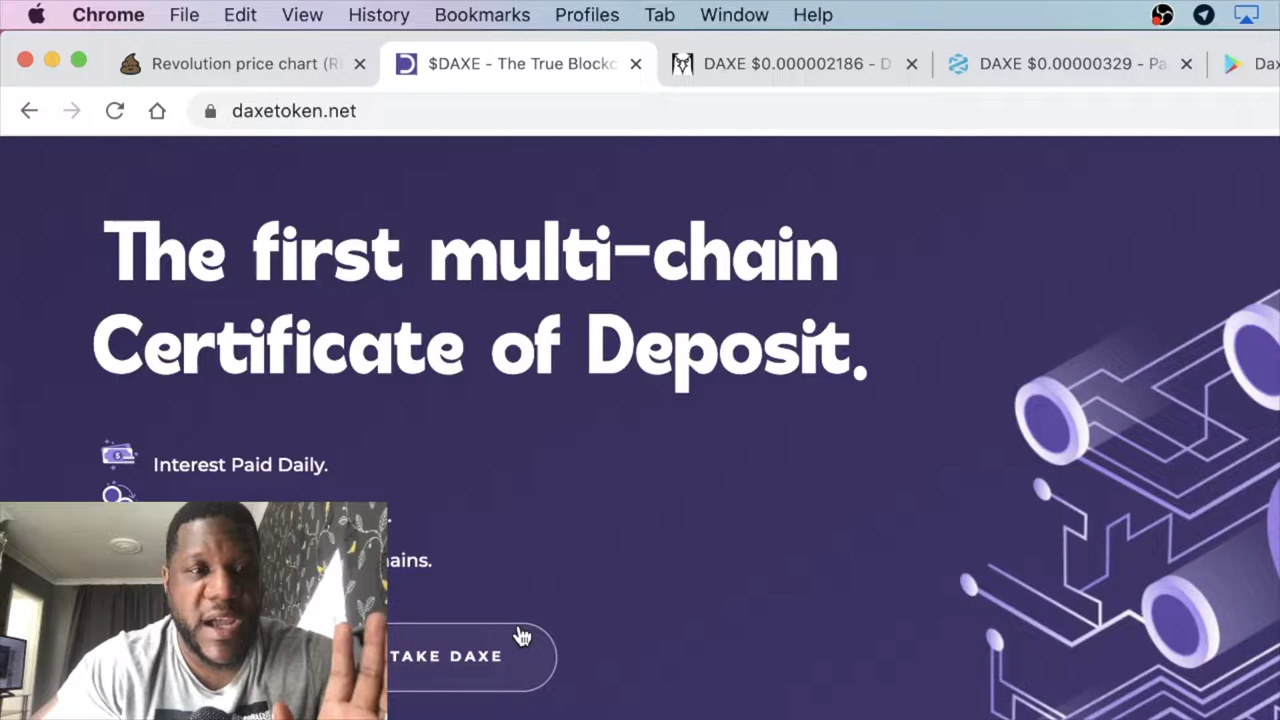 Chrome File Edit View History Bookmarks Profiles Tab Window Help
Revolution price chart (R
$DAXE - The True Blockc
DAXE $0.000002186 - D
DAXE $0.00000329 - Pa
Dax
daxetoken.net
The first multi-chain
Certificate of Deposit.
Interest Paid Daily.
ains.
TAKE DAXE